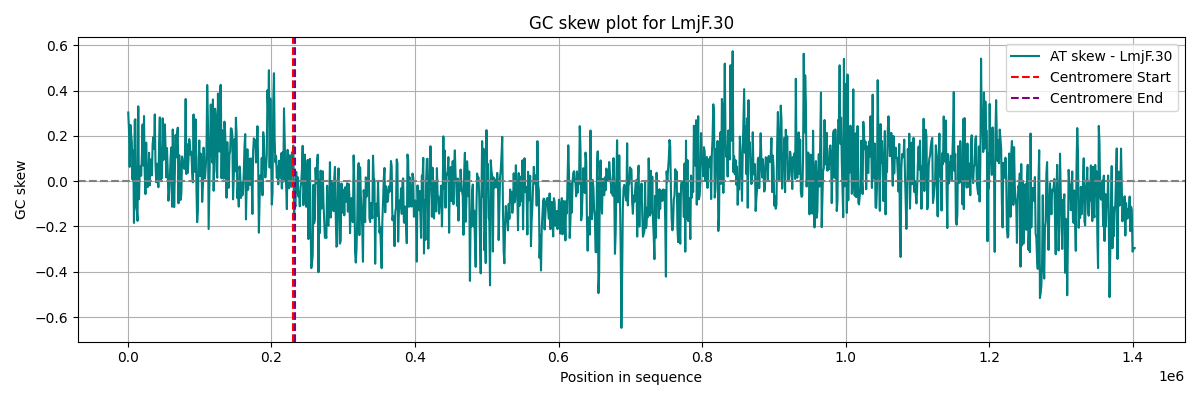 GC skew plot for LmjF.30
GC skew
0.6
0.4
0.2
0.0
−0.2
−0.4
−0.6
AT skew - LmjF.30
Centromere Start
Centromere End
0.0 0.2 0.4 0.6 0.8 1.0 1.2 1.4
1e6
Position in sequence